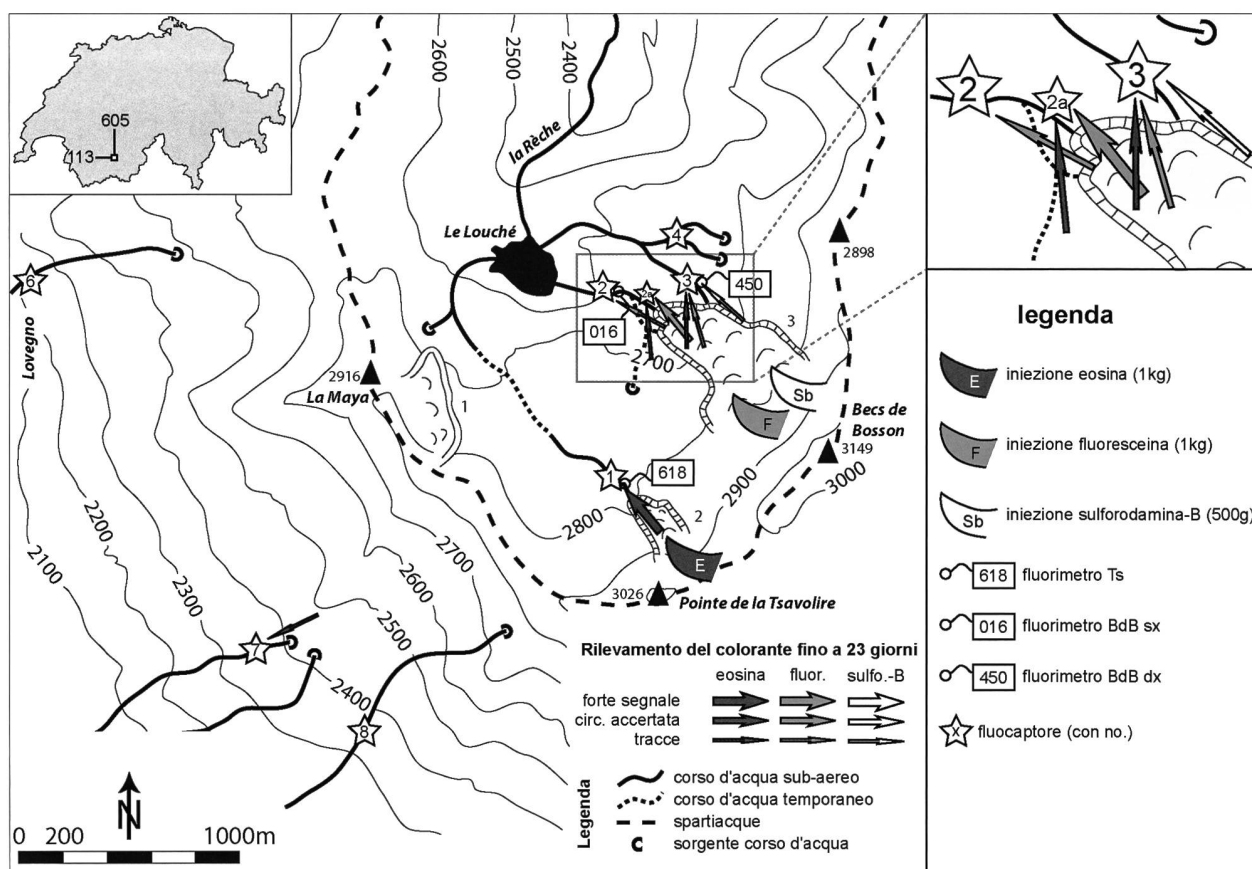 605
113
2600
2500
2400
la Rèche
Le Louché
4
2898
6
2
2a
3
450
016
3
2700
Lovegno
2916
La Maya
1
Sb
F
Becs de
Bosson
3149
1
618
2900
3000
2800
2
E
2200
2100
2300
2700
2600
2500
2400
3026
Pointe de la Tsavolire
7
8
Rilevamento del colorante fino a 23 giorni
eosina fluor. sulfo.-B
forte segnale
circ. accertata
tracce
Legenda
corso d'acqua sub-aereo
corso d'acqua temporaneo
spartiacque
sorgente corso d'acqua
N
0 200 1000m
2
2a
3
legenda
E iniezione eosina (1kg)
F iniezione fluoresceina (1kg)
Sb iniezione sulforodamina-B (500g)
618 fluorimetro Ts
016 fluorimetro BdB sx
450 fluorimetro BdB dx
x fluocaptore (con no.)